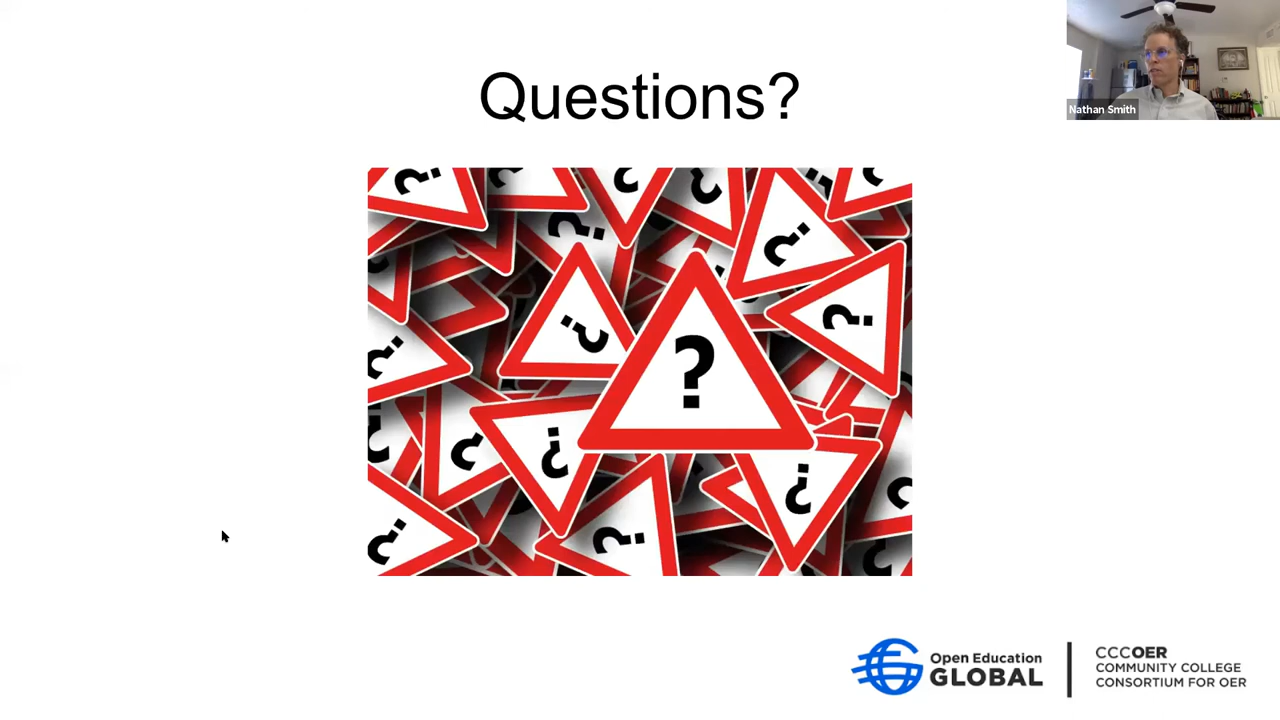 Questions?
Nathan Smith
?
Open Education
GLOBAL
CCCOER
COMMUNITY COLLEGE
CONSORTIUM FOR OER